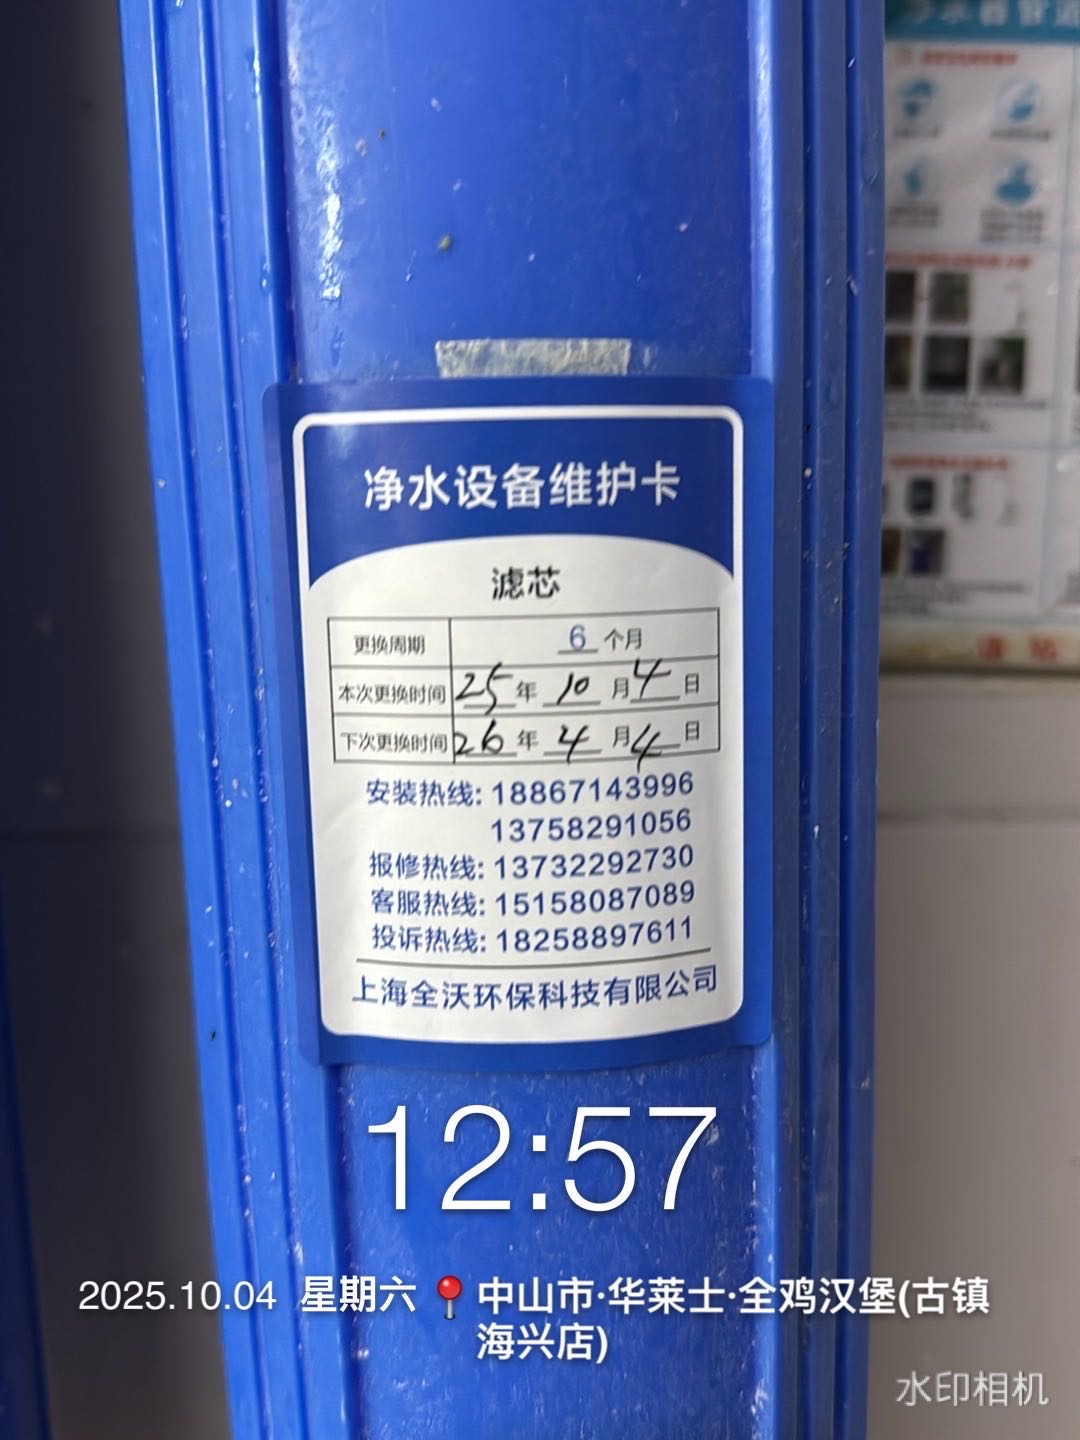 净水设备维护卡
滤芯
更换周期 6 个月
本次更换时间 25 年 10 月 4 日
下次更换时间 26 年 4 月 4 日
安装热线: 18867143996
13758291056
报修热线: 13732292730
客服热线: 15158087089
投诉热线: 18258897611
上海全沃环保科技有限公司
12:57
2025.10.04 星期六 中山市·华莱士·全鸡汉堡(古镇
海兴店)
水印相机